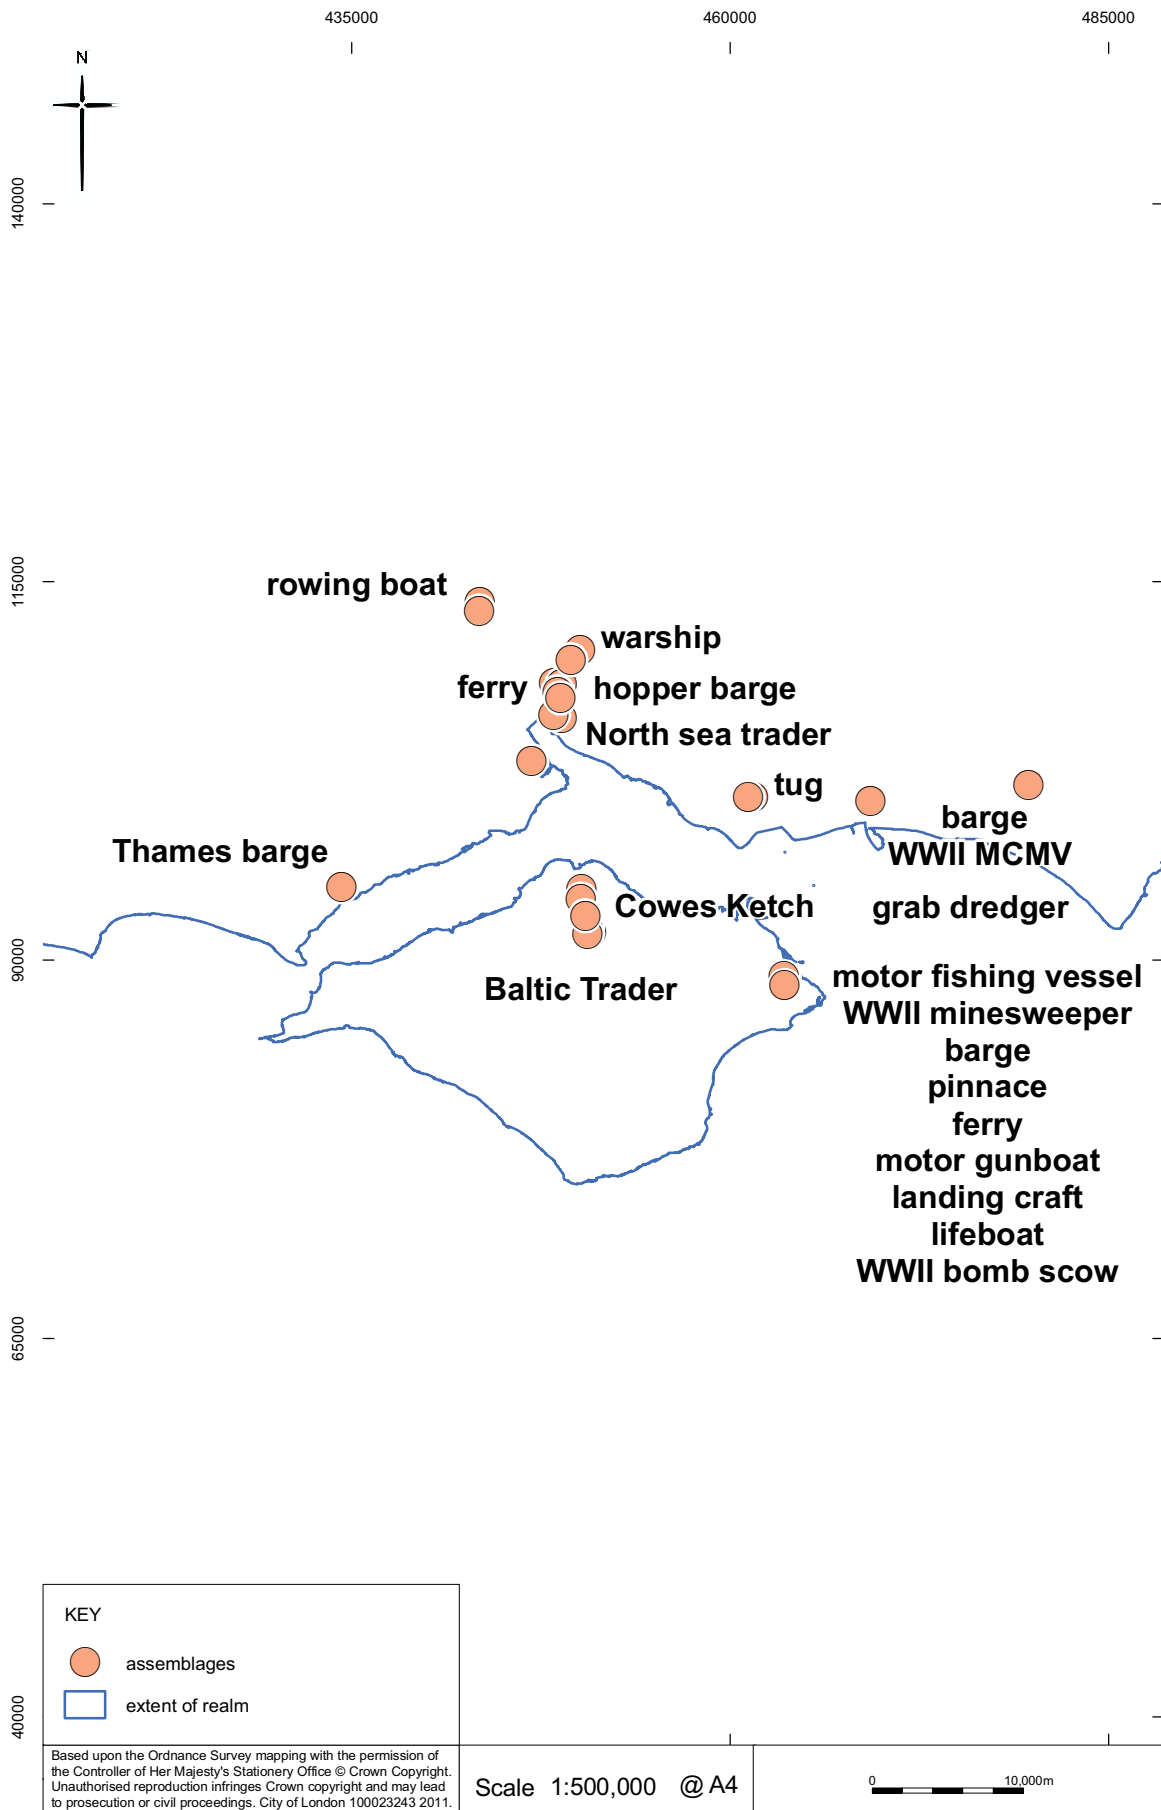 435000
460000
485000
N
140000
115000
90000
65000
40000
rowing boat
warship
ferry
hopper barge
North sea trader
tug
barge
WWII MCMV
grab dredger
Thames barge
Cowes Ketch
Baltic Trader
motor fishing vessel
WWII minesweeper
barge
pinnace
ferry
motor gunboat
landing craft
lifeboat
WWII bomb scow
KEY
assemblages
extent of realm
Based upon the Ordnance Survey mapping with the permission of
the Controller of Her Majesty's Stationery Office © Crown Copyright.
Unauthorised reproduction infringes Crown copyright and may lead
to prosecution or civil proceedings. City of London 100023243 2011.
Scale 1:500,000 @ A4
0 10,000m